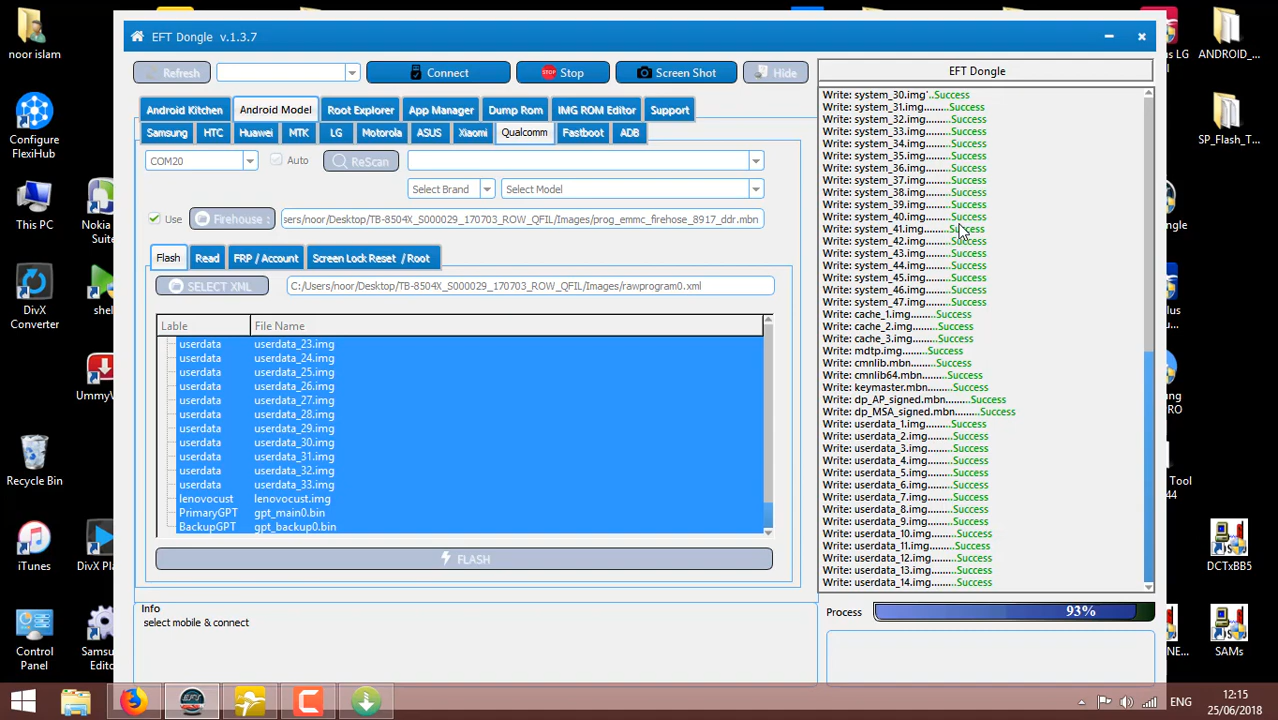 noor islam
Configure
FlexiHub
This PC
Nokia
Suite
DivX
Converter
shel
UmmyV
Recycle Bin
iTunes
DivX Pl
Control
Panel
Samsu
Edito
EFT Dongle v.1.3.7
Refresh
Connect
Stop
Screen Shot
Hide
Android Kitchen
Android Model
Root Explorer
App Manager
Dump Rom
IMG ROM Editor
Support
Samsung
HTC
Huawei
MTK
LG
Motorola
ASUS
Xiaomi
Qualcomm
Fastboot
ADB
COM20
Auto
ReScan
Select Brand
Select Model
Use
Firehouse :
sers/noor/Desktop/TB-8504X_S000029_170703_ROW_QFIL/Images/prog_emmc_firehose_8917_ddr.mbn
Flash
Read
FRP / Account
Screen Lock Reset / Root
SELECT XML
C:/Users/noor/Desktop/TB-8504X_S000029_170703_ROW_QFIL/Images/rawprogram0.xml
Lable File Name
userdata userdata_23.img
userdata userdata_24.img
userdata userdata_25.img
userdata userdata_26.img
userdata userdata_27.img
userdata userdata_28.img
userdata userdata_29.img
userdata userdata_30.img
userdata userdata_31.img
userdata userdata_32.img
userdata userdata_33.img
lenovocust lenovocust.img
PrimaryGPT gpt_main0.bin
BackupGPT gpt_backup0.bin
FLASH
Info
select mobile & connect
EFT Dongle
Write: system_30.img'..Success
Write: system_31.img.........Success
Write: system_32.img.........Success
Write: system_33.img.........Success
Write: system_34.img.........Success
Write: system_35.img.........Success
Write: system_36.img.........Success
Write: system_37.img.........Success
Write: system_38.img.........Success
Write: system_39.img.........Success
Write: system_40.img.........Success
Write: system_41.img.........Success
Write: system_42.img.........Success
Write: system_43.img.........Success
Write: system_44.img.........Success
Write: system_45.img.........Success
Write: system_46.img.........Success
Write: system_47.img.........Success
Write: cache_1.img.........Success
Write: cache_2.img.........Success
Write: cache_3.img.........Success
Write: mdtp.img.........Success
Write: cmnlib.mbn.........Success
Write: cmnlib64.mbn.........Success
Write: keymaster.mbn.........Success
Write: dp_AP_signed.mbn.........Success
Write: dp_MSA_signed.mbn.........Success
Write: userdata_1.img.........Success
Write: userdata_2.img.........Success
Write: userdata_3.img.........Success
Write: userdata_4.img.........Success
Write: userdata_5.img.........Success
Write: userdata_6.img.........Success
Write: userdata_7.img.........Success
Write: userdata_8.img.........Success
Write: userdata_9.img.........Success
Write: userdata_10.img.........Success
Write: userdata_11.img.........Success
Write: userdata_12.img.........Success
Write: userdata_13.img.........Success
Write: userdata_14.img.........Success
Process
93%
us LG
ANDROID_
SP_Flash_T
ngle
us
RO
Tool
44
DCTxBB5
NE...
SAMs
ENG
12:15
25/06/2018